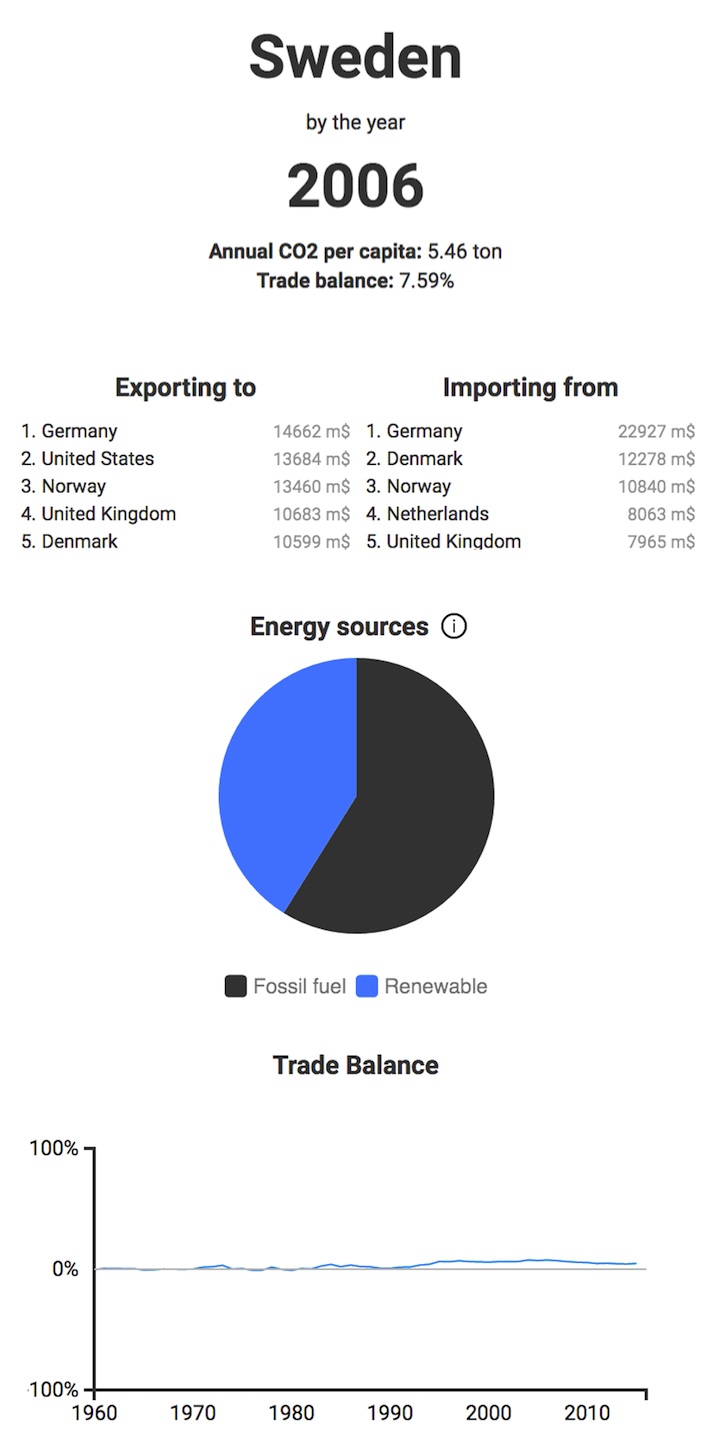 Sweden
by the year
2006
Annual CO2 per capita: 5.46 ton
Trade balance: 7.59%
Exporting to
1. Germany 14662 m$
2. United States 13684 m$
3. Norway 13460 m$
4. United Kingdom 10683 m$
5. Denmark 10599 m$
Importing from
1. Germany 22927 m$
2. Denmark 12278 m$
3. Norway 10840 m$
4. Netherlands 8063 m$
5. United Kingdom 7965 m$
Energy sources ⓘ
Fossil fuel Renewable
Trade Balance
100%
0%
-100%
1960 1970 1980 1990 2000 2010